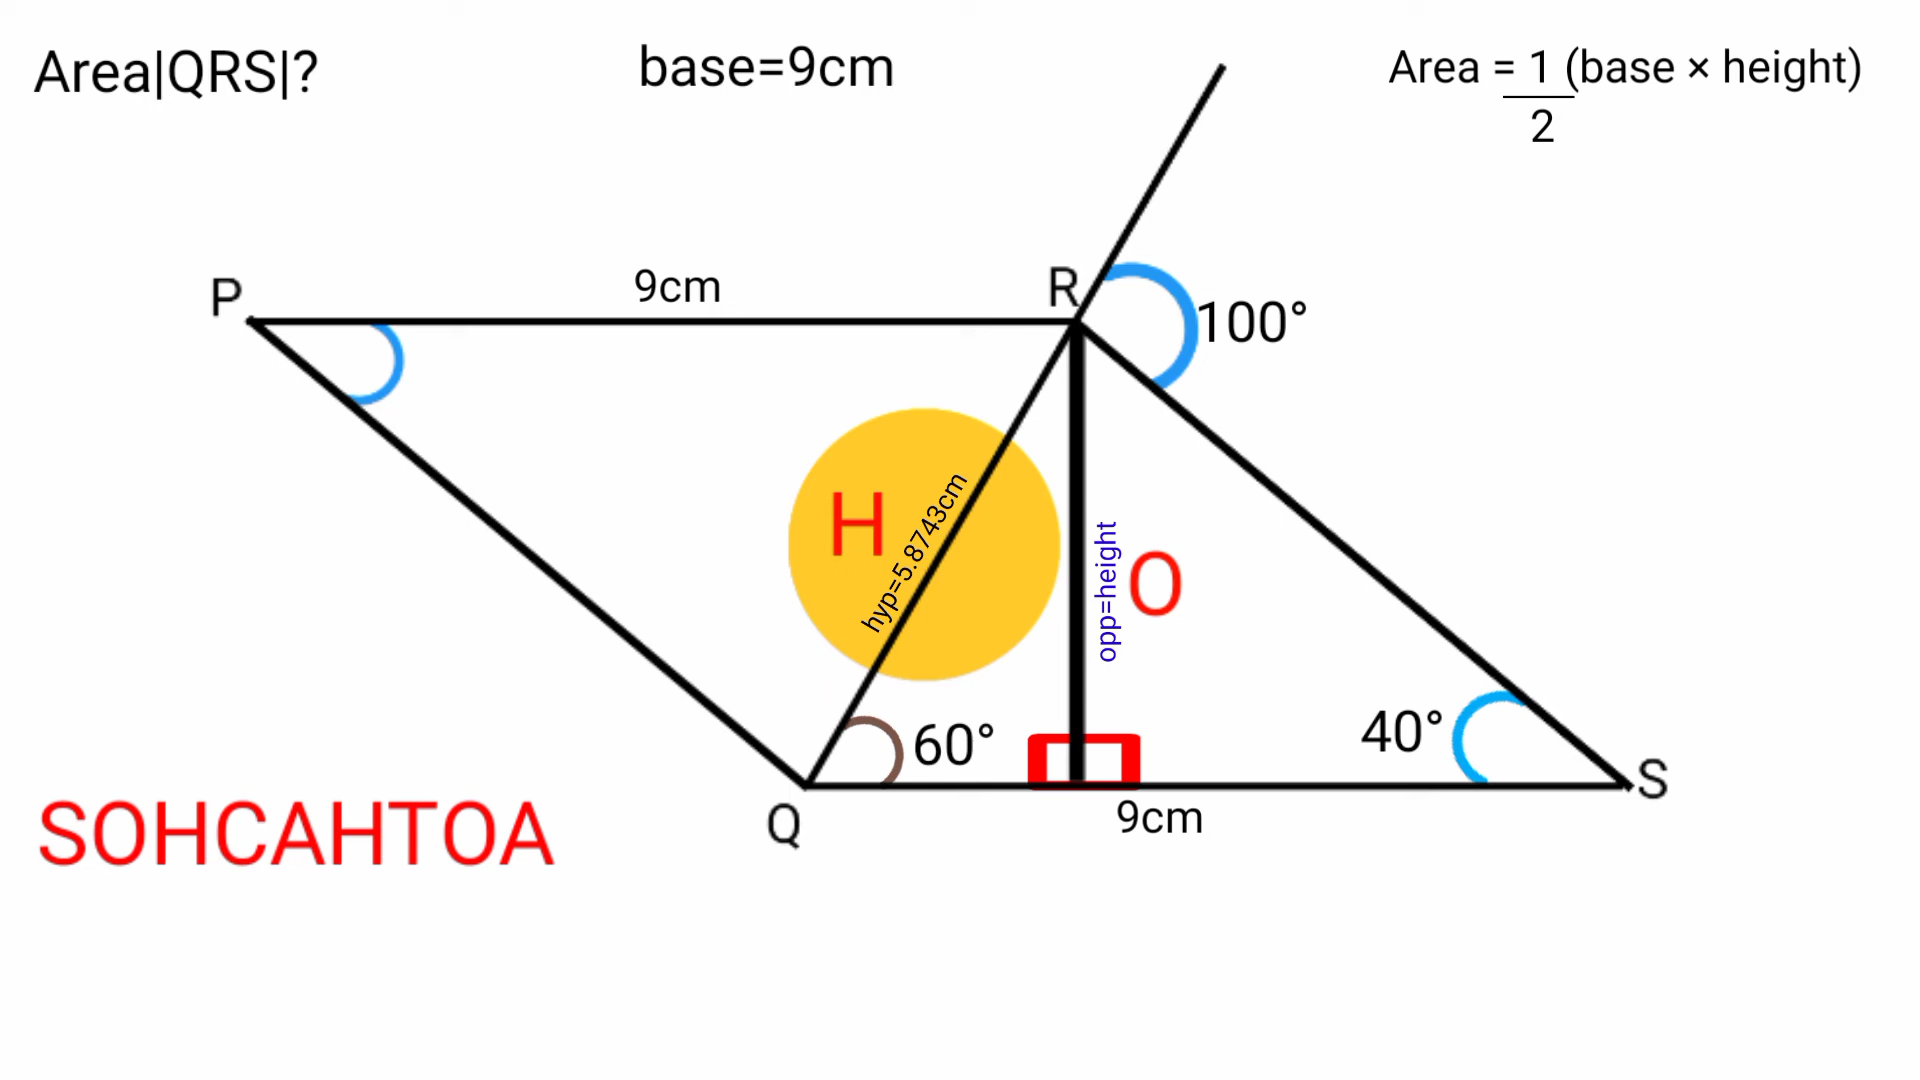 Area|QRS|?
base=9cm
Area = 1 (base × height)
2
P
9cm
R
100°
H
hyp=5.8743cm
opp=height
O
60°
40°
S
Q
9cm
SOHCAHTOA